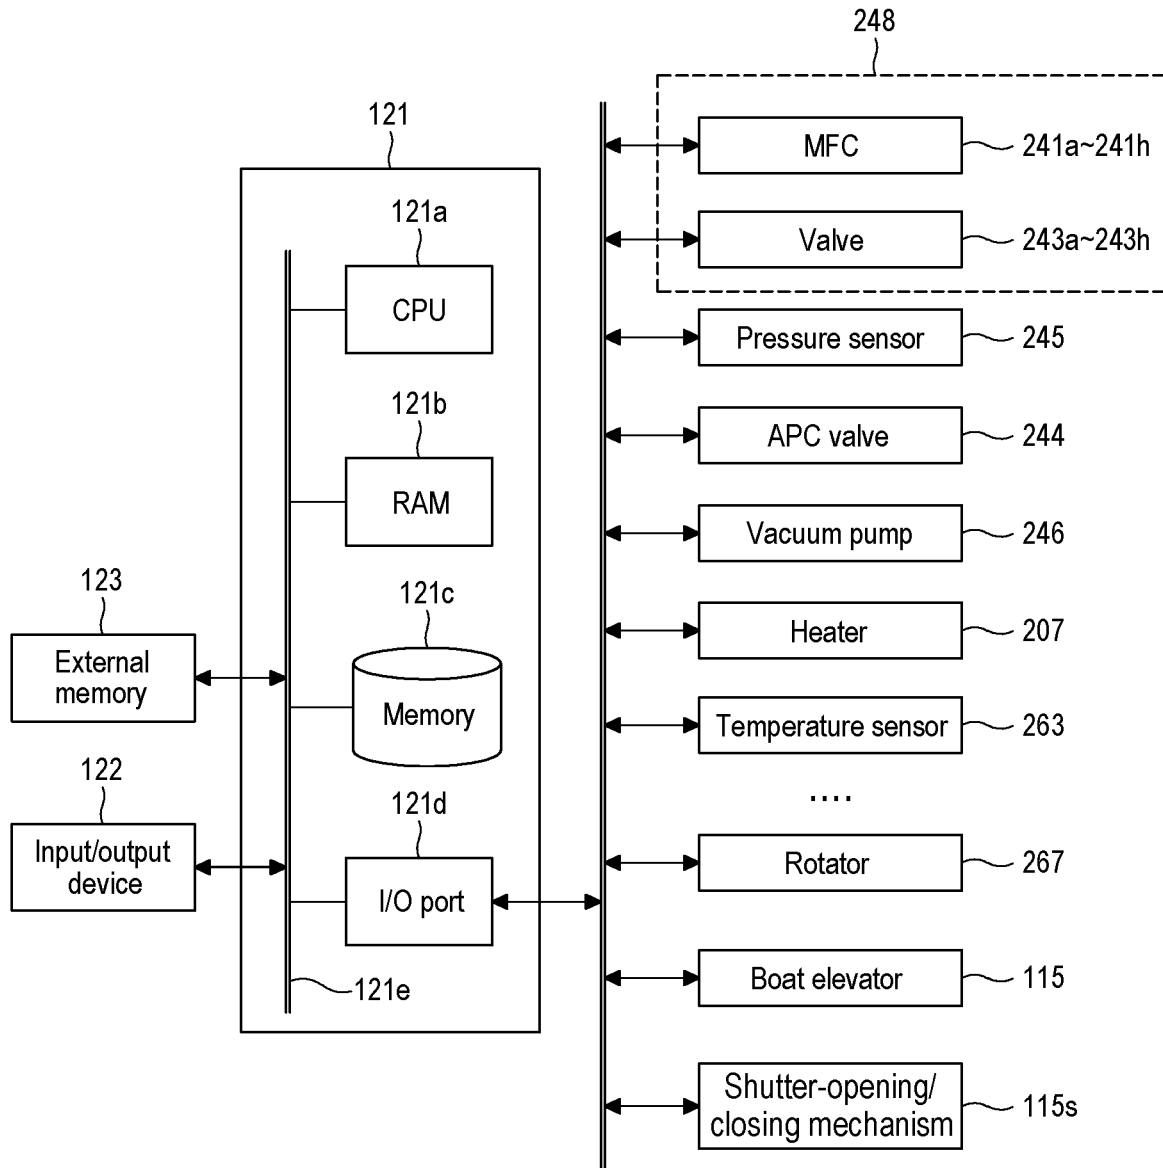 248
121
MFC
241a~241h
121a
Valve
243a~243h
CPU
Pressure sensor
245
121b
APC valve
244
RAM
Vacuum pump
246
123
121c
External
memory
Heater
207
Memory
Temperature sensor
263
122
121d
....
Input/output
device
I/O port
Rotator
267
121e
Boat elevator
115
Shutter-opening/
closing mechanism
115s